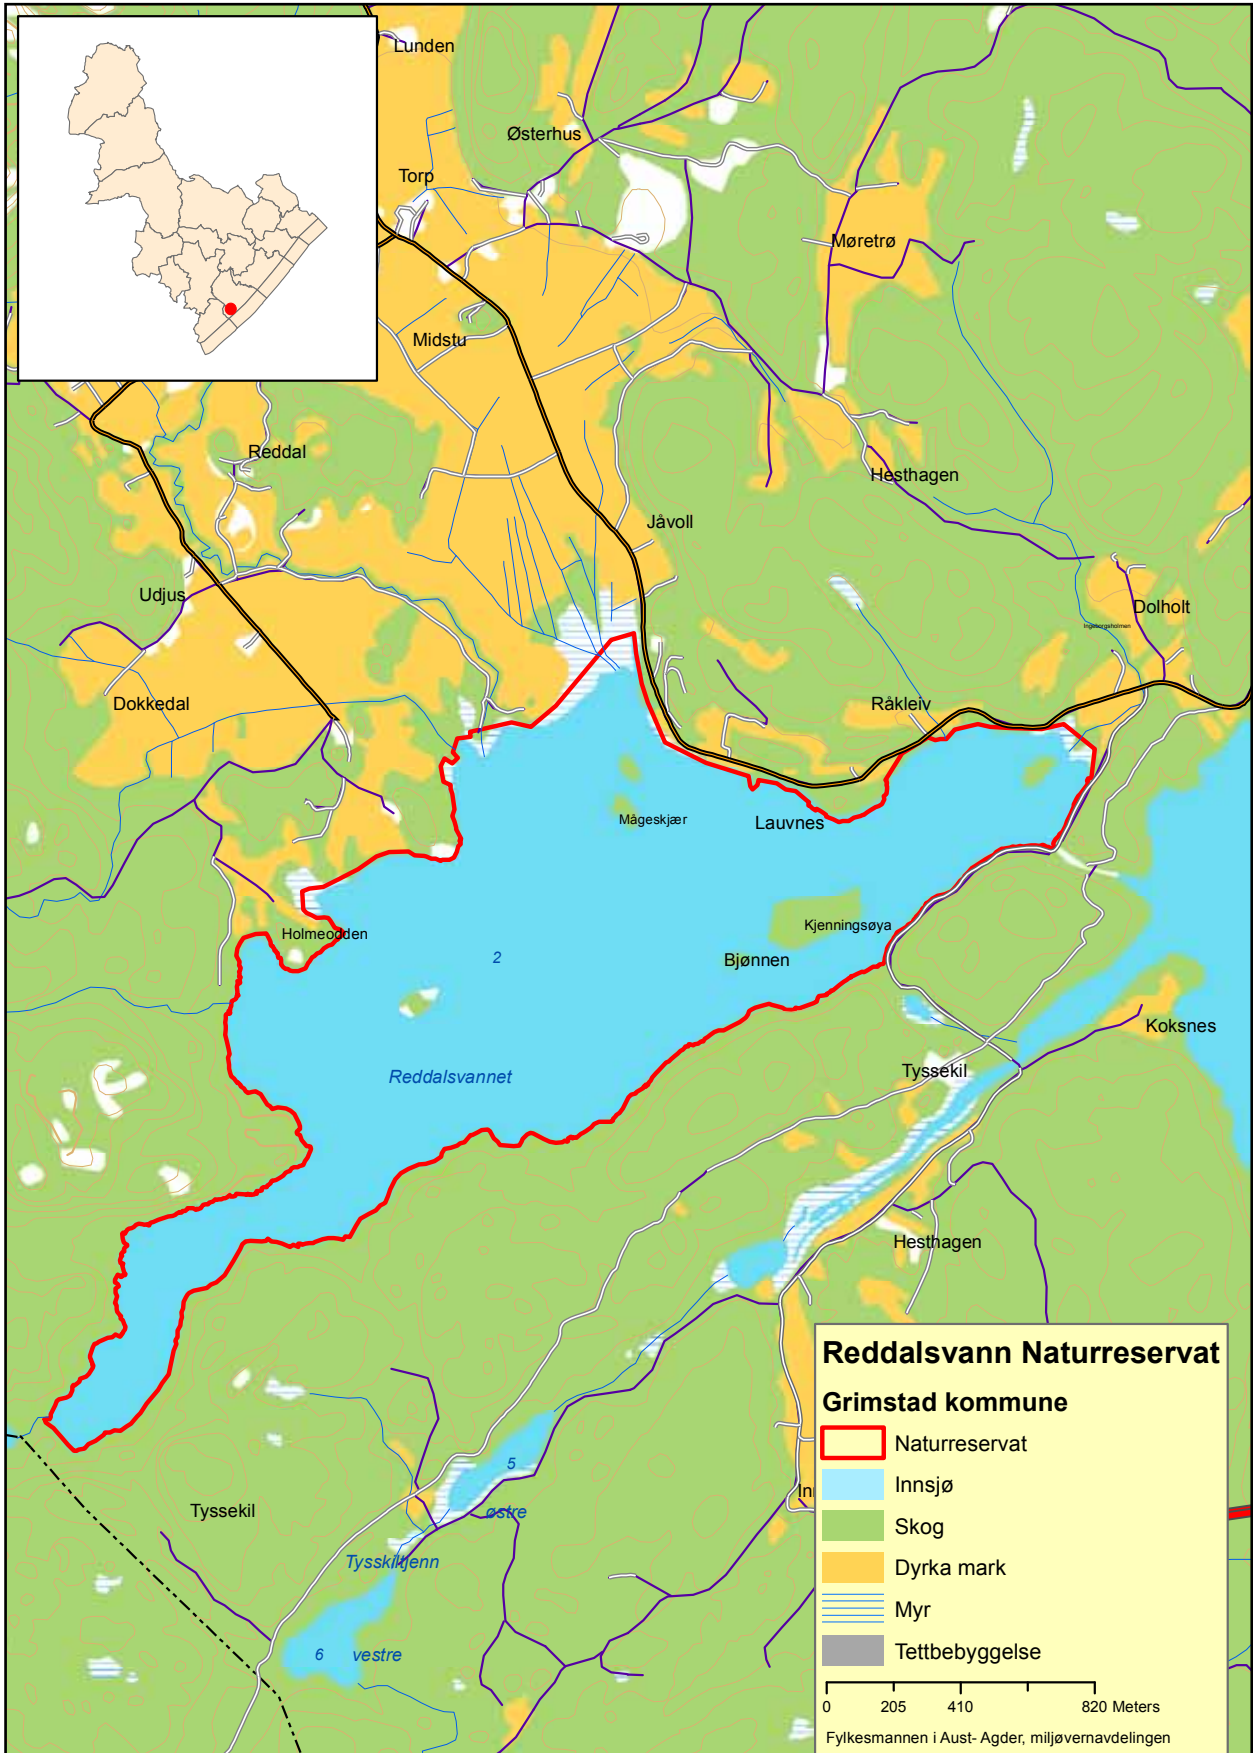 Lunden
Østerhus
Torp
Møretrø
Midstu
Reddal
Hesthagen
Jåvoll
Udjus
Dolholt
Ingeborgsholmen
Dokkedal
Råkleiv
Mågeskjær
Lauvnes
Kjenningsøya
Holmeodden
2
Bjønnen
Koksnes
Reddalsvannet
Tyssekil
Hesthagen
5
Tyssekil
østre
Tysskiltjenn
6 vestre
Reddalsvann Naturreservat
Grimstad kommune
Naturreservat
Innsjø
Skog
Dyrka mark
Myr
Tettbebyggelse
0 205 410 820 Meters
Fylkesmannen i Aust- Agder, miljøvernavdelingen